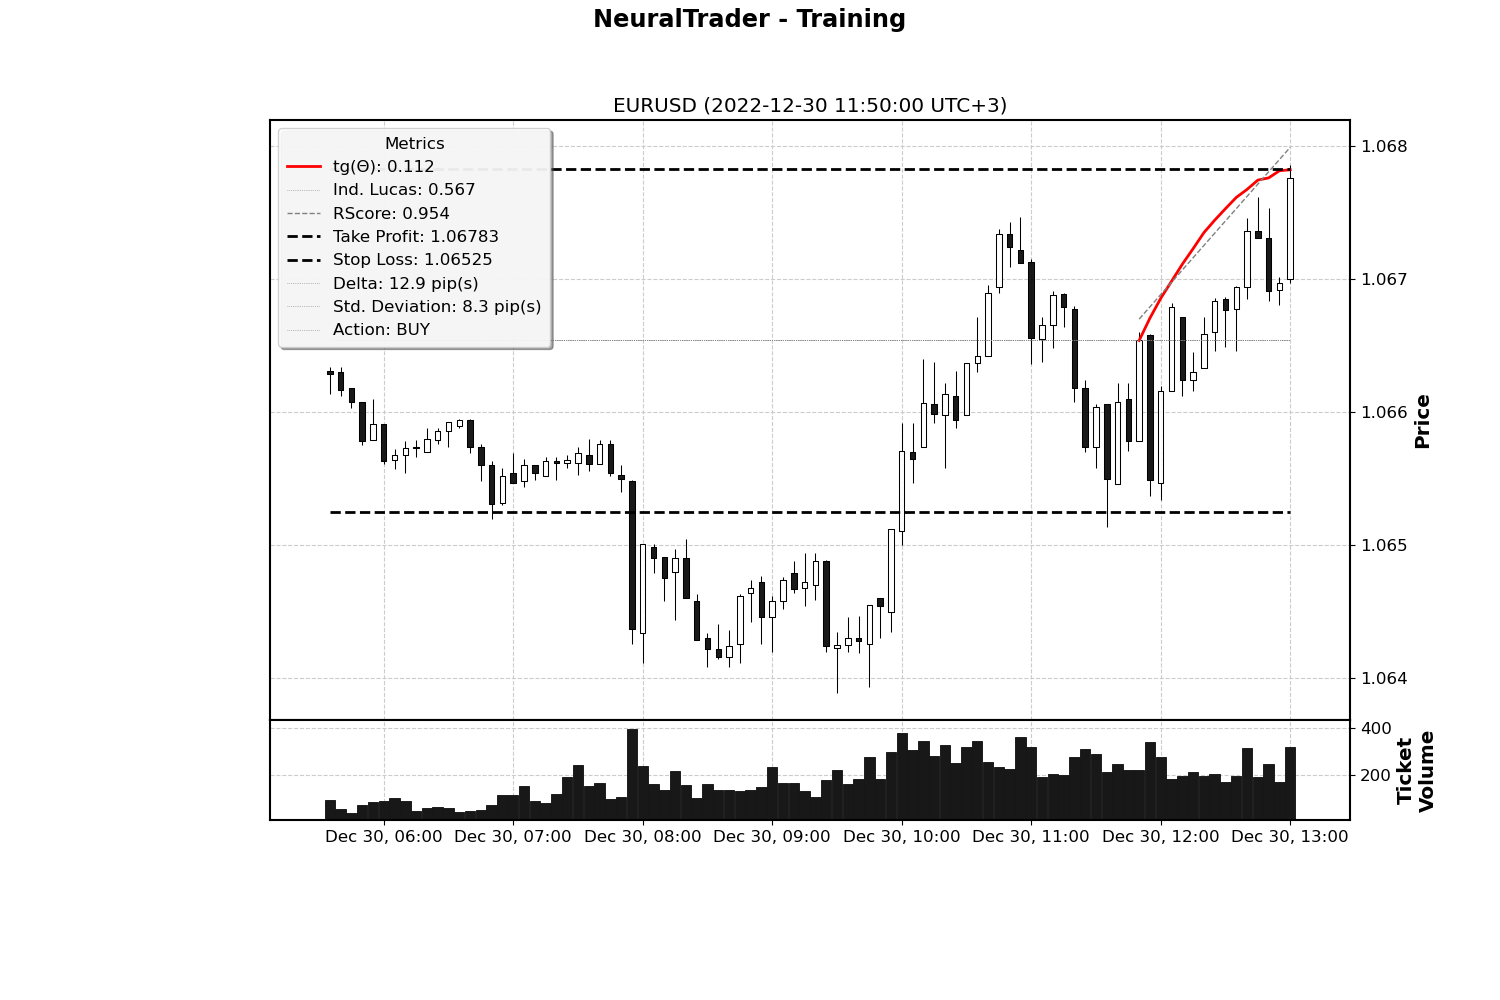 NeuralTrader - Training
EURUSD (2022-12-30 11:50:00 UTC+3)
Metrics
tg(Θ): 0.112
Ind. Lucas: 0.567
RScore: 0.954
Take Profit: 1.06783
Stop Loss: 1.06525
Delta: 12.9 pip(s)
Std. Deviation: 8.3 pip(s)
Action: BUY
1.068
1.067
1.066
1.065
1.064
Price
400
200
Ticket
Volume
Dec 30, 06:00 Dec 30, 07:00 Dec 30, 08:00 Dec 30, 09:00 Dec 30, 10:00 Dec 30, 11:00 Dec 30, 12:00 Dec 30, 13:00